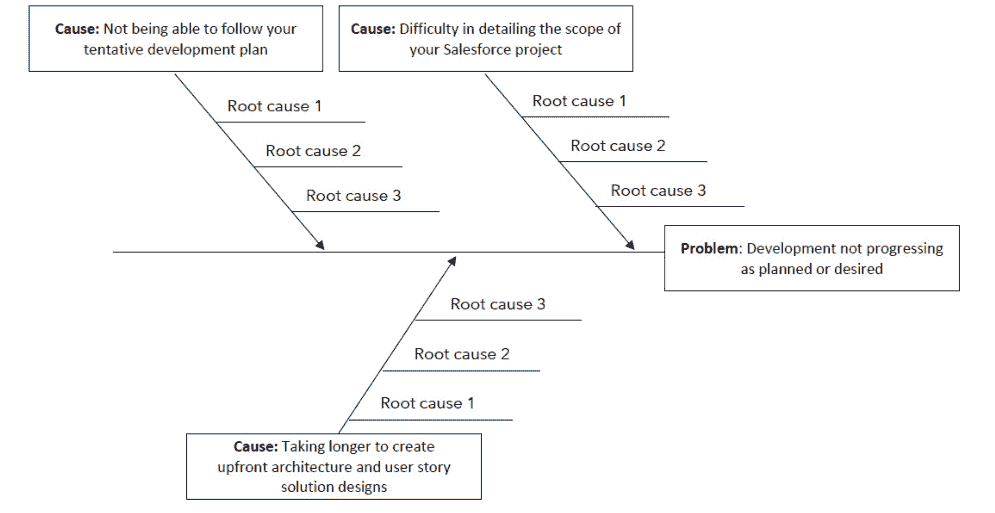 Cause: Not being able to follow your
tentative development plan
Cause: Difficulty in detailing the scope of
your Salesforce project
Root cause 1
Root cause 2
Root cause 3
Root cause 1
Root cause 2
Root cause 3
Problem: Development not progressing
as planned or desired
Root cause 3
Root cause 2
Root cause 1
Cause: Taking longer to create
upfront architecture and user story
solution designs